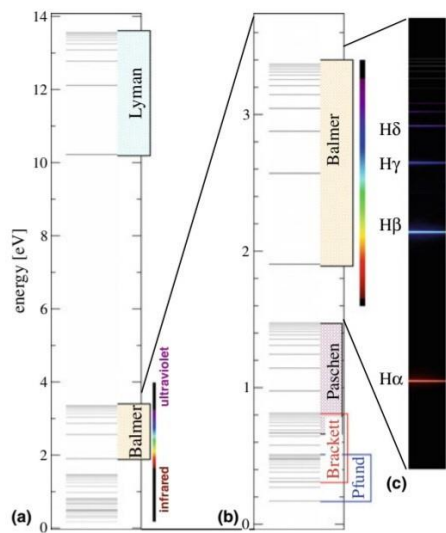 energy [eV]
14
12
10
8
6
4
2
0
Lyman
Balmer
ultraviolet
infrared
(a)
3
2
1
0
Balmer
Paschen
Brackett
Pfund
(b)
Hδ
Hγ
Hβ
Hα
(c)